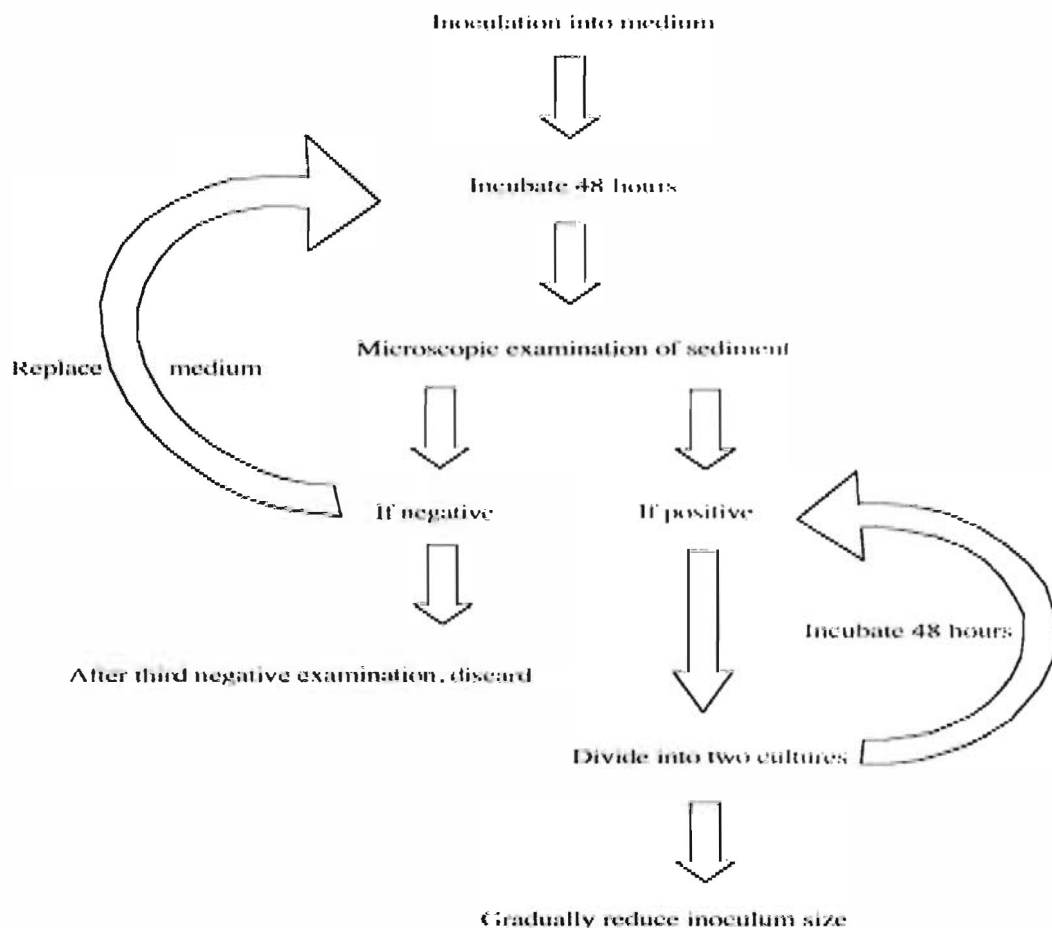 Inoculation into medium
Incubate 48 hours
Microscopic examination of sediment
Replace medium
If negative
If positive
Incubate 48 hours
After third negative examination, discard
Divide into two cultures
Gradually reduce inoculum size